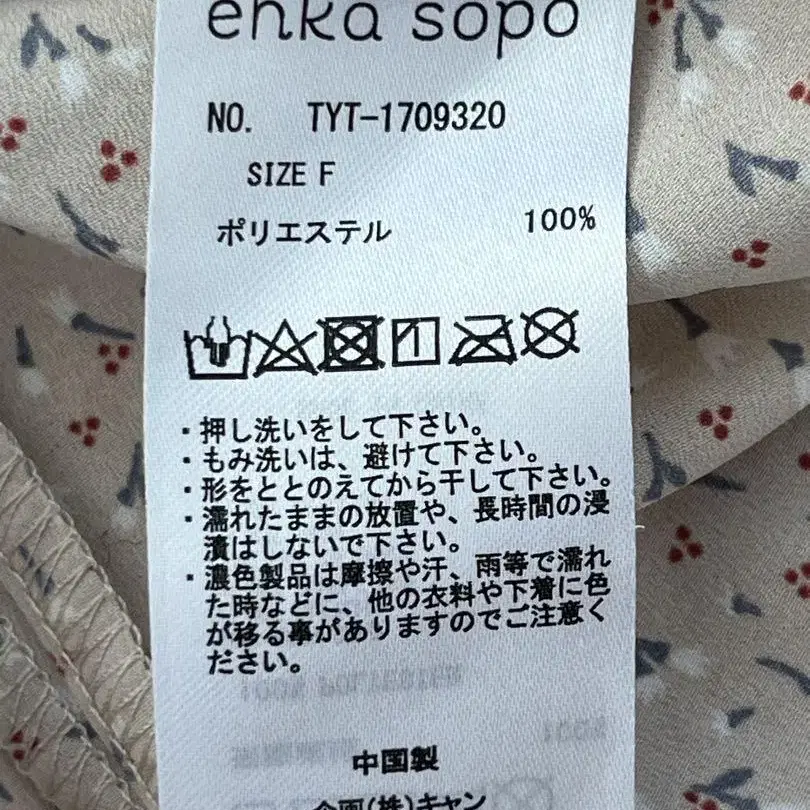 enka sopo
NO. TYT-1709320
SIZE F
ポリエステル 100%
・押し洗いをして下さい。
・もみ洗いは、避けて下さい。
・形をととのえてから干して下さい。
・濡れたままの放置や、長時間の浸
漬はしないで下さい。
・濃色製品は摩擦や汗、雨等で濡れ
た時などに、他の衣料や下着に色
が移る事がありますのでご注意く
ださい。
中国製
企画(株)キャン